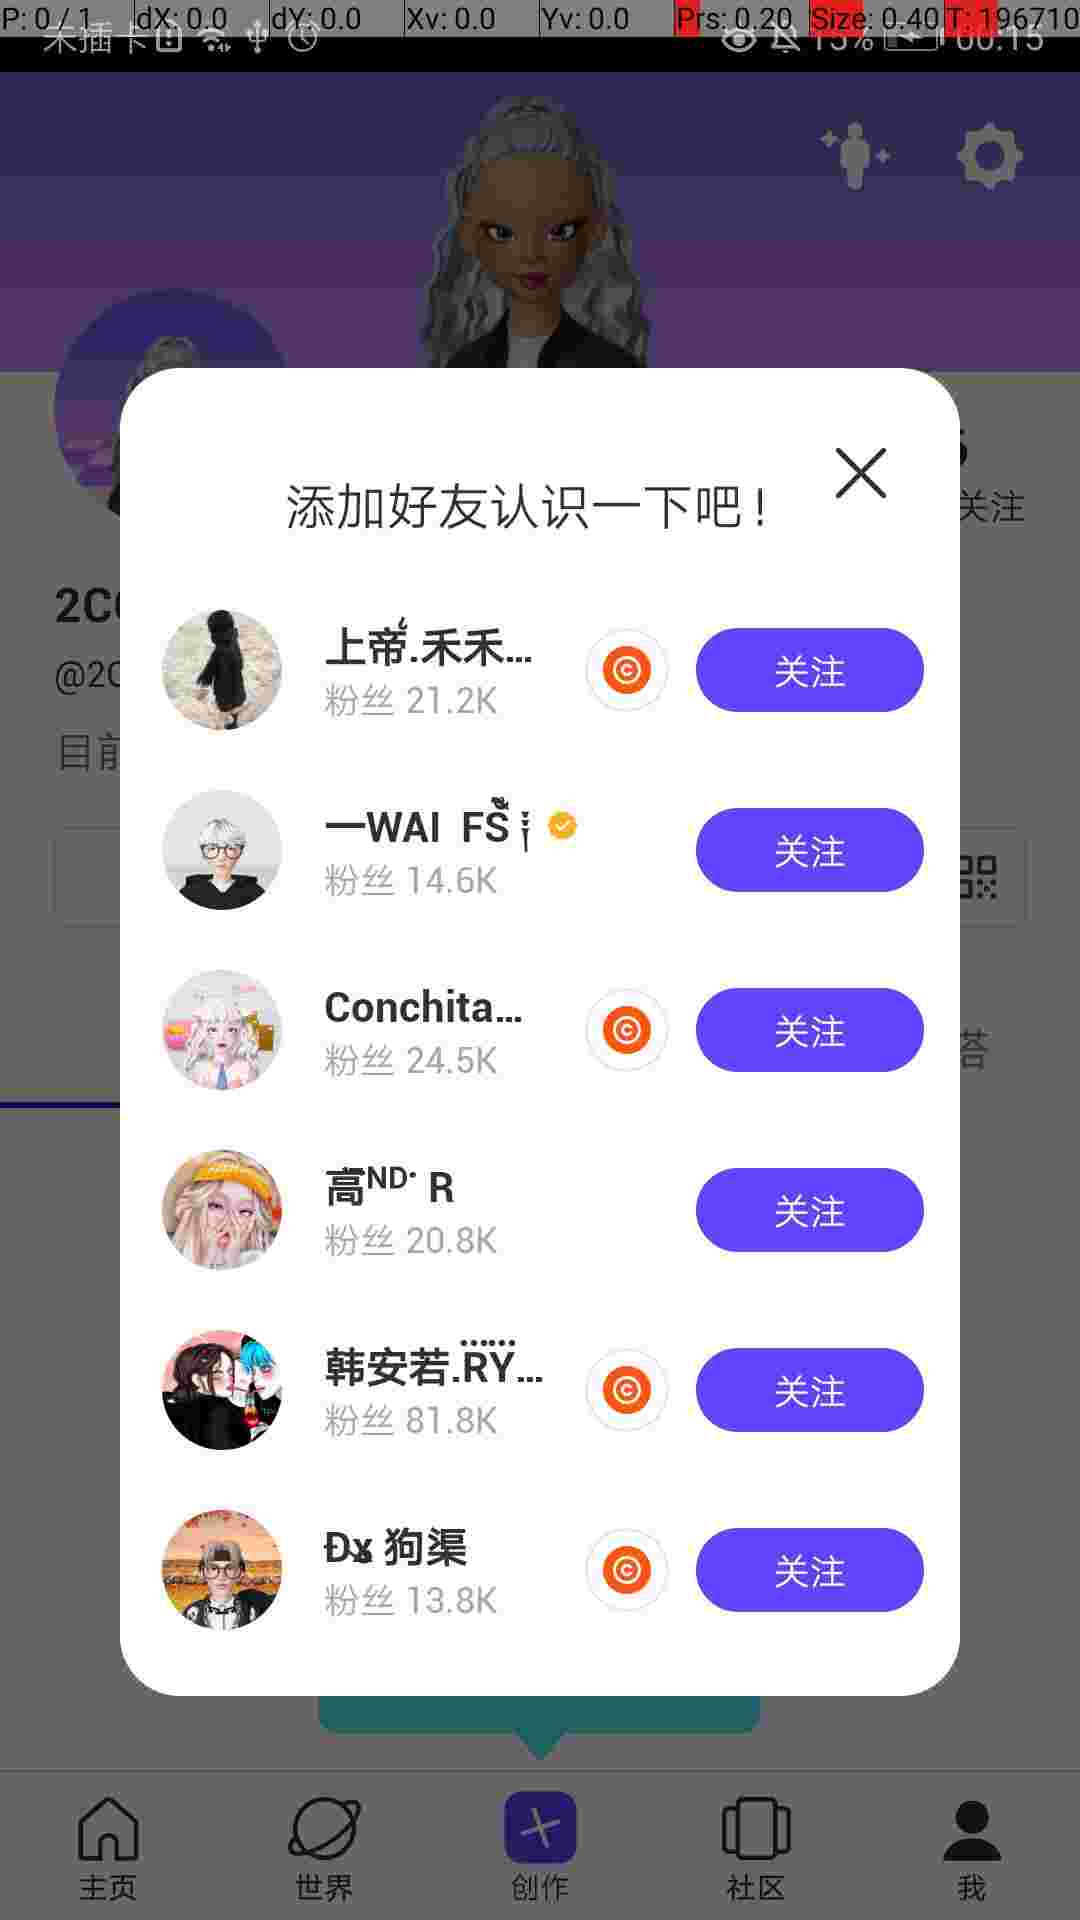 P: 0 / 1 dX: 0.0 dY: 0.0 Xv: 0.0 Yv: 0.0 Prs: 0.20 Size: 0.40 T: 196710
未插卡 15% 00:15
关注
添加好友认识一下吧!
2C
@2C
目前
上帝.禾禾...
粉丝 21.2K
关注
一WAI FS
粉丝 14.6K
关注
Conchita...
粉丝 24.5K
关注
答
高ᴺᴰ· R
粉丝 20.8K
关注
韩安若.RY...
粉丝 81.8K
关注
Dx 狗渠
粉丝 13.8K
关注
主页 世界 创作 社区 我